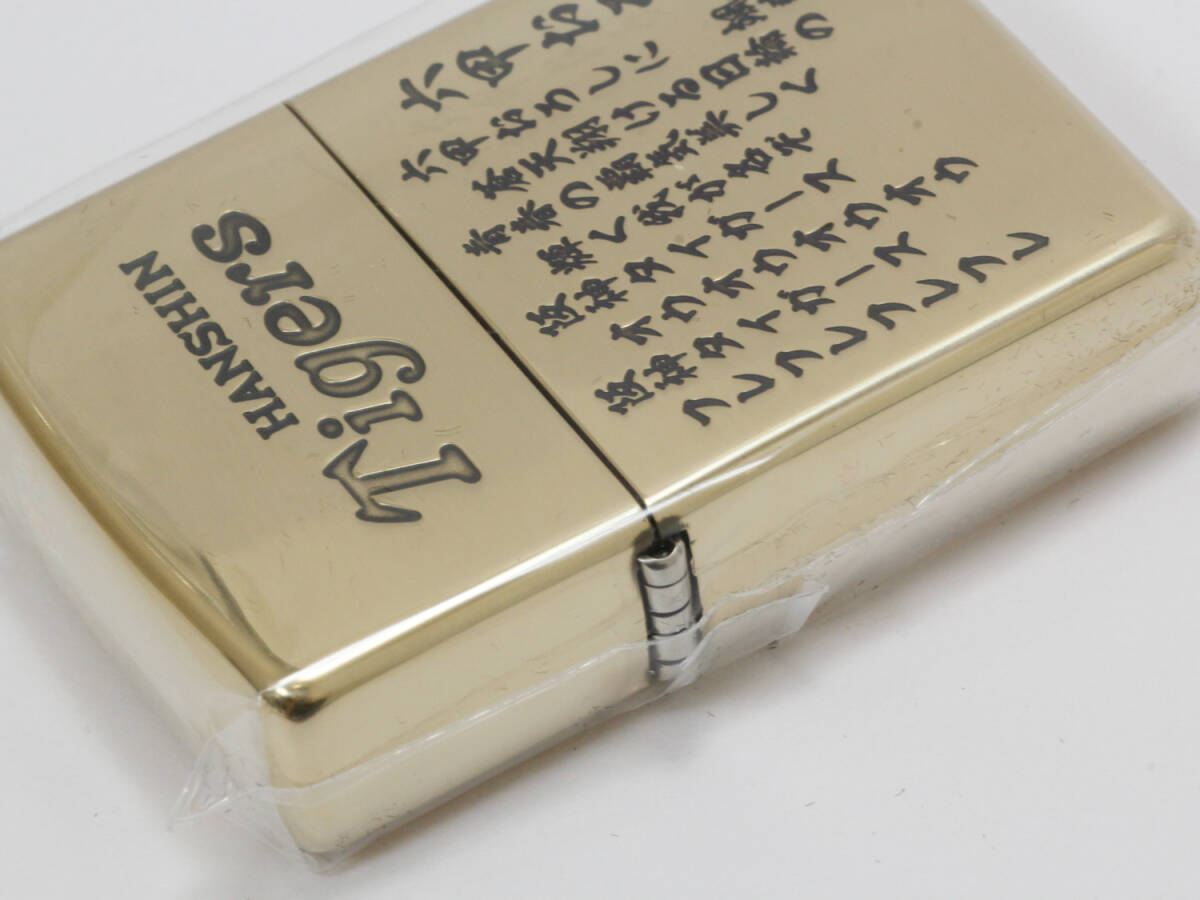 HANSHIN
Tigers
六甲お
六甲おろしに
蒼天翔ける日輪の
青春の覇気美しく
輝く我が名ぞ
阪神タイガース
オウオウオウオウ
阪神タイガース
フレフレフレフレ